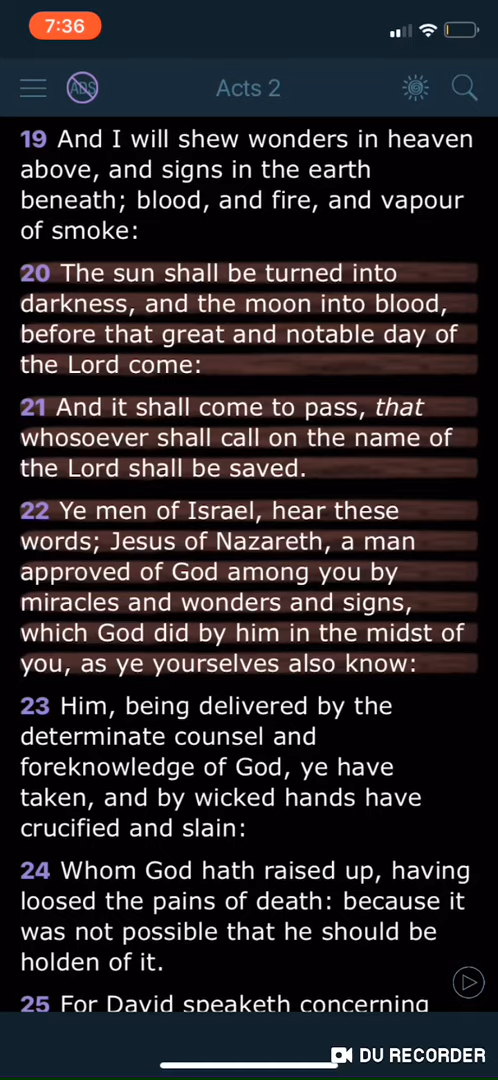 7:36
ADS
Acts 2
19 And I will shew wonders in heaven
above, and signs in the earth
beneath; blood, and fire, and vapour
of smoke:
20 The sun shall be turned into
darkness, and the moon into blood,
before that great and notable day of
the Lord come:
21 And it shall come to pass, that
whosoever shall call on the name of
the Lord shall be saved.
22 Ye men of Israel, hear these
words; Jesus of Nazareth, a man
approved of God among you by
miracles and wonders and signs,
which God did by him in the midst of
you, as ye yourselves also know:
23 Him, being delivered by the
determinate counsel and
foreknowledge of God, ye have
taken, and by wicked hands have
crucified and slain:
24 Whom God hath raised up, having
loosed the pains of death: because it
was not possible that he should be
holden of it.
25 For David speaketh concerning
DU RECORDER